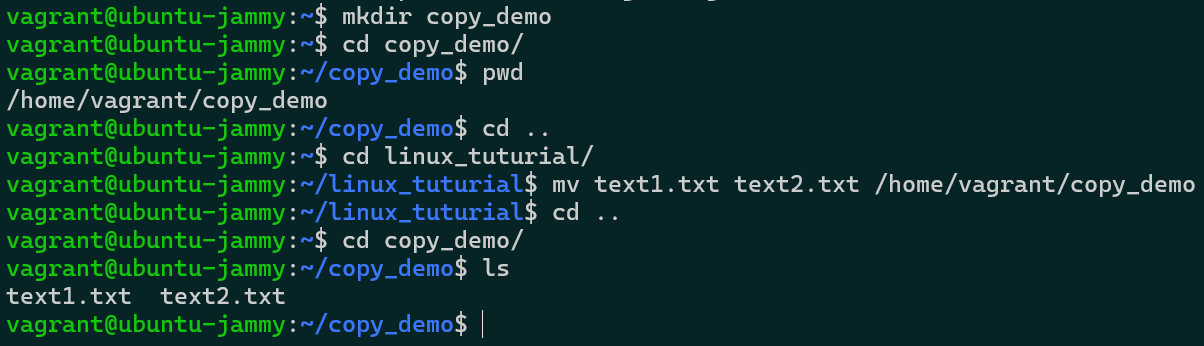 vagrant@ubuntu-jammy:~$ mkdir copy_demo
vagrant@ubuntu-jammy:~$ cd copy_demo/
vagrant@ubuntu-jammy:~/copy_demo$ pwd
/home/vagrant/copy_demo
vagrant@ubuntu-jammy:~/copy_demo$ cd ..
vagrant@ubuntu-jammy:~$ cd linux_tuturial/
vagrant@ubuntu-jammy:~/linux_tuturial$ mv text1.txt text2.txt /home/vagrant/copy_demo
vagrant@ubuntu-jammy:~/linux_tuturial$ cd ..
vagrant@ubuntu-jammy:~$ cd copy_demo/
vagrant@ubuntu-jammy:~/copy_demo$ ls
text1.txt  text2.txt
vagrant@ubuntu-jammy:~/copy_demo$